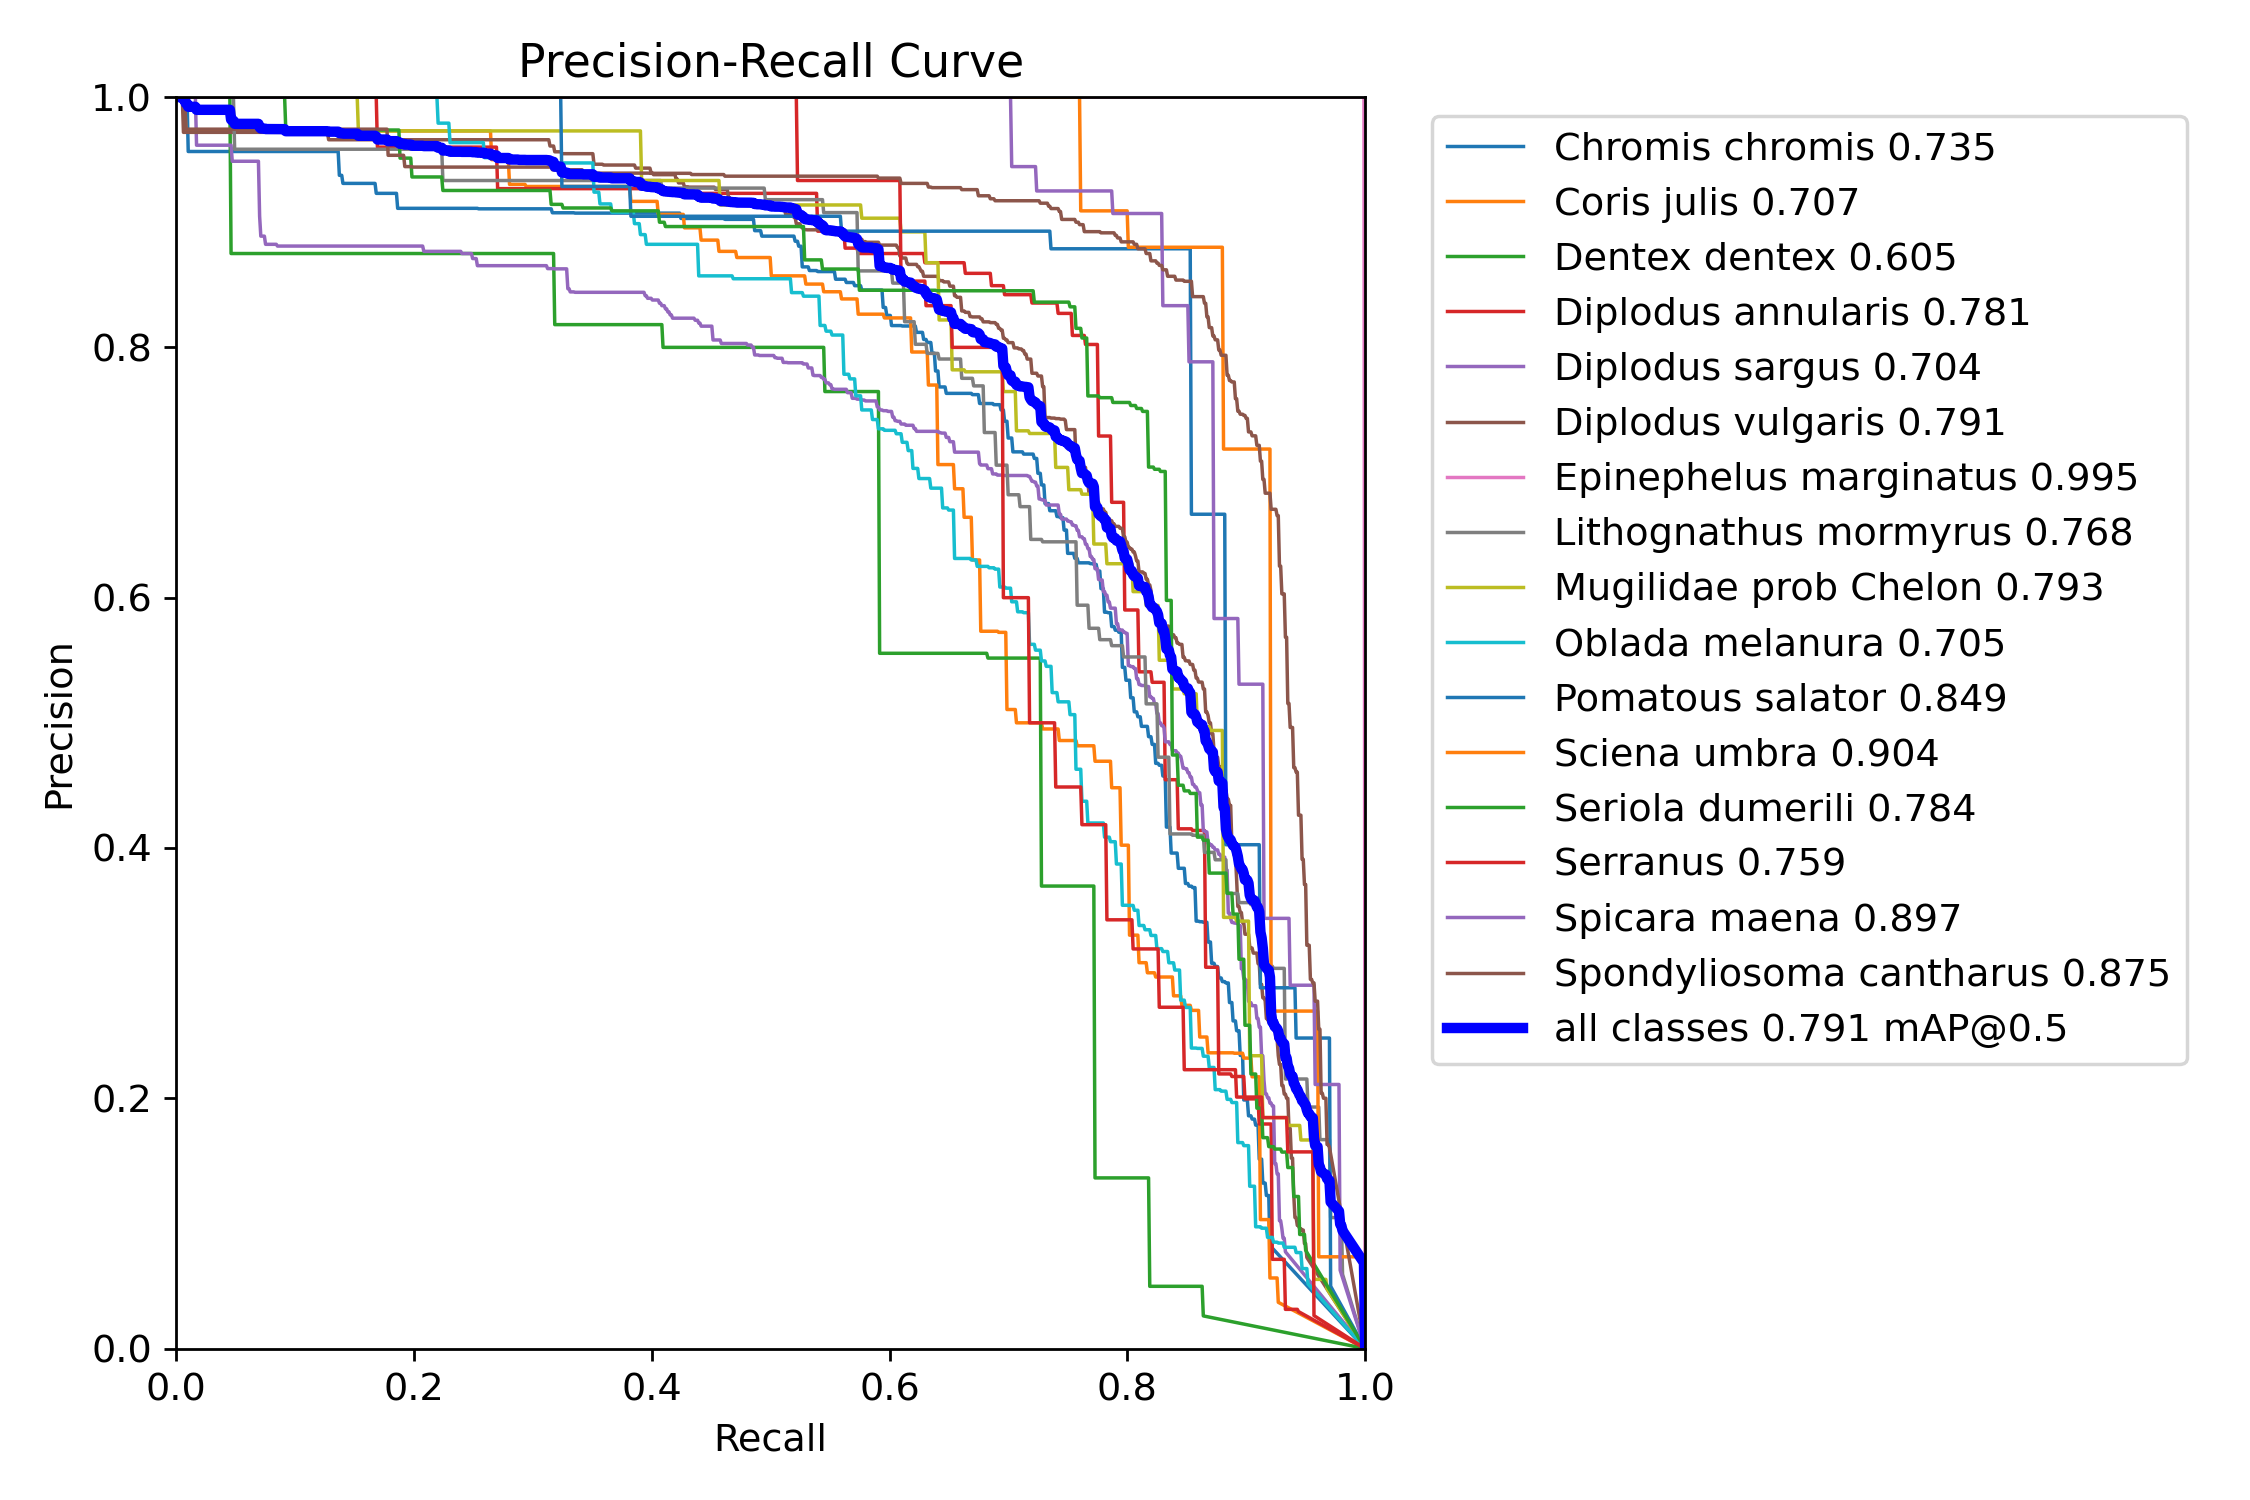 Precision-Recall Curve
1.0
0.8
0.6
0.4
0.2
0.0
Precision
0.0 0.2 0.4 0.6 0.8 1.0
Recall
Chromis chromis 0.735
Coris julis 0.707
Dentex dentex 0.605
Diplodus annularis 0.781
Diplodus sargus 0.704
Diplodus vulgaris 0.791
Epinephelus marginatus 0.995
Lithognathus mormyrus 0.768
Mugilidae prob Chelon 0.793
Oblada melanura 0.705
Pomatous salator 0.849
Sciena umbra 0.904
Seriola dumerili 0.784
Serranus 0.759
Spicara maena 0.897
Spondyliosoma cantharus 0.875
all classes 0.791 mAP@0.5